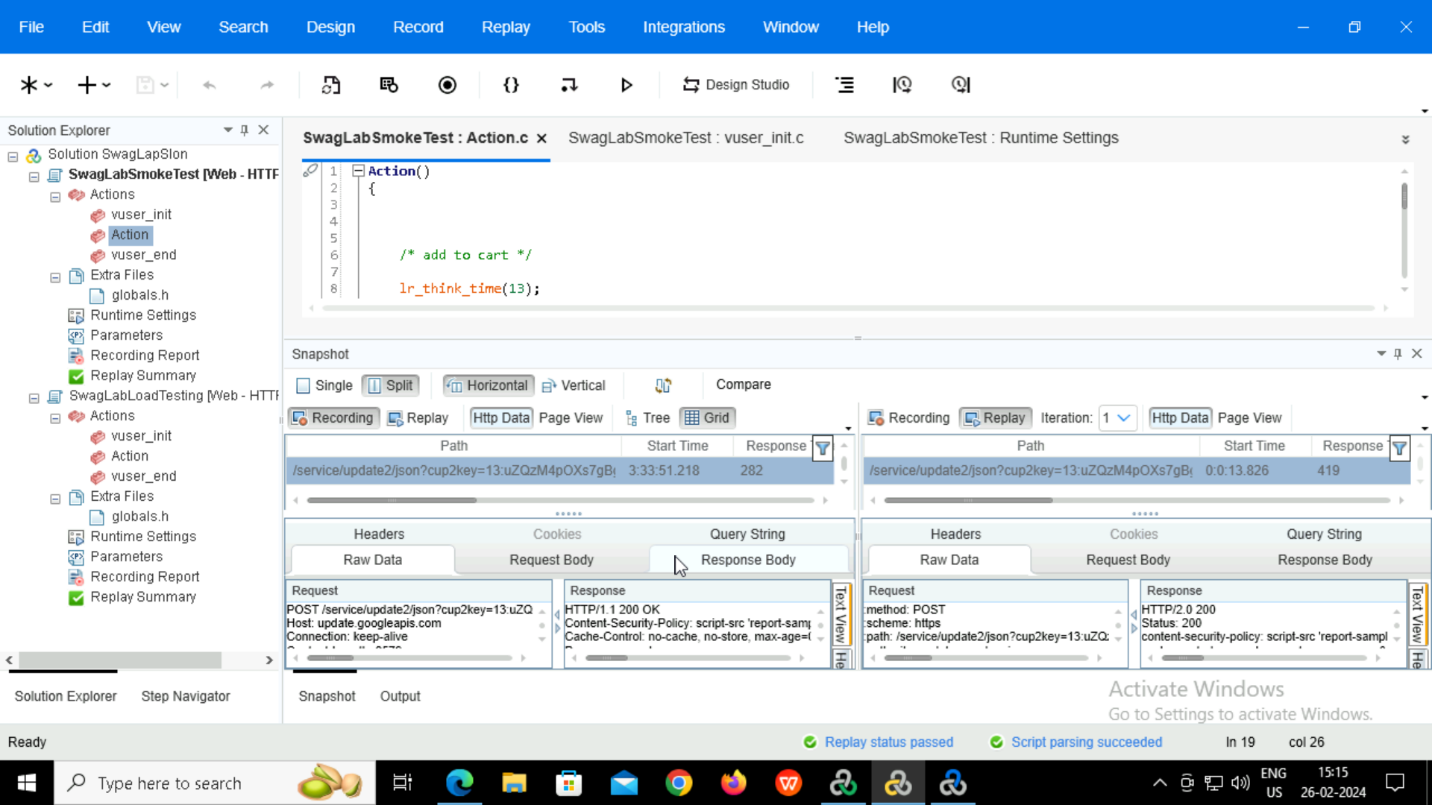 File Edit View Search Design Record Replay Tools Integrations Window Help
Design Studio
Solution Explorer
Solution SwagLapSlon
SwagLabSmokeTest [Web - HTTF
Actions
vuser_init
Action
vuser_end
Extra Files
globals.h
Runtime Settings
Parameters
Recording Report
Replay Summary
SwagLabLoadTesting [Web - HTTF
Actions
vuser_init
Action
vuser_end
Extra Files
globals.h
Runtime Settings
Parameters
Recording Report
Replay Summary
Solution Explorer Step Navigator
SwagLabSmokeTest : Action.c SwagLabSmokeTest : vuser_init.c SwagLabSmokeTest : Runtime Settings
1 Action()
2 {
3
4
5
6 /* add to cart */
7
8 lr_think_time(13);
Snapshot
Single Split Horizontal Vertical Compare
Recording Replay Http Data Page View Tree Grid
Path Start Time Response
/service/update2/json?cup2key=13:uZQzM4pOXs7gB 3:33:51.218 282
Headers Cookies Query String
Raw Data Request Body Response Body
Request Response
POST /service/update2/json?cup2key=13:uZQ HTTP/1.1 200 OK
Host: update.googleapis.com Content-Security-Policy: script-src 'report-samp
Connection: keep-alive Cache-Control: no-cache, no-store, max-age=
Text View
Recording Replay Iteration: 1 Http Data Page View
Path Start Time Response
/service/update2/json?cup2key=13:uZQzM4pOXs7gB 0:0:13.826 419
Headers Cookies Query String
Raw Data Request Body Response Body
Request Response
:method: POST HTTP/2.0 200
:scheme: https Status: 200
:path: /service/update2/json?cup2key=13:uZQ content-security-policy: script-src 'report-sampl
Text View
Snapshot Output
Activate Windows
Go to Settings to activate Windows.
Ready Replay status passed Script parsing succeeded ln 19 col 26
Type here to search
ENG
US
15:15
26-02-2024